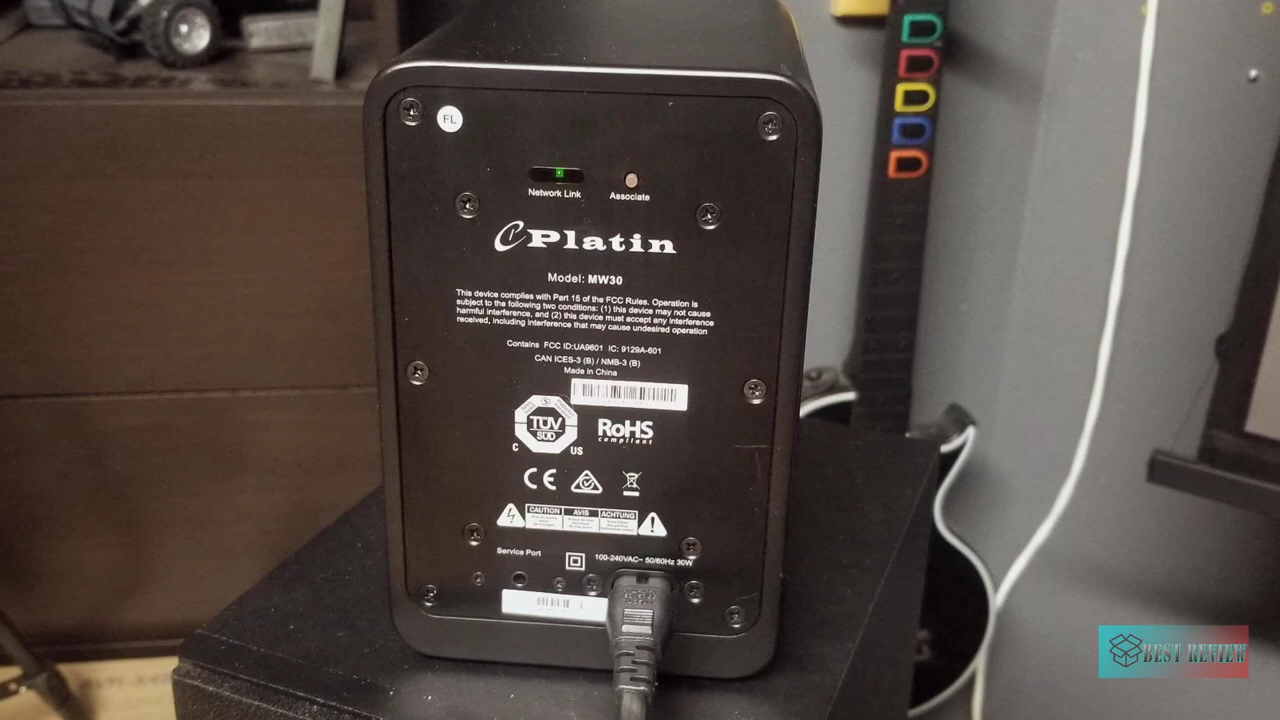 FL
Network Link
Associate
Platin
Model: MW30
This device complies with Part 15 of the FCC Rules. Operation is
subject to the following two conditions: (1) this device may not cause
harmful interference, and (2) this device must accept any interference
received, including interference that may cause undesired operation
Contains FCC ID:UA9601 IC: 9129A-601
CAN ICES-3 (B) / NMB-3 (B)
Made in China
TÜV
SÜD
C US
RoHS
compliant
CE
CAUTION AVIS ACHTUNG
Service Port
100-240VAC~ 50/60Hz 30W
BEST REVIEW